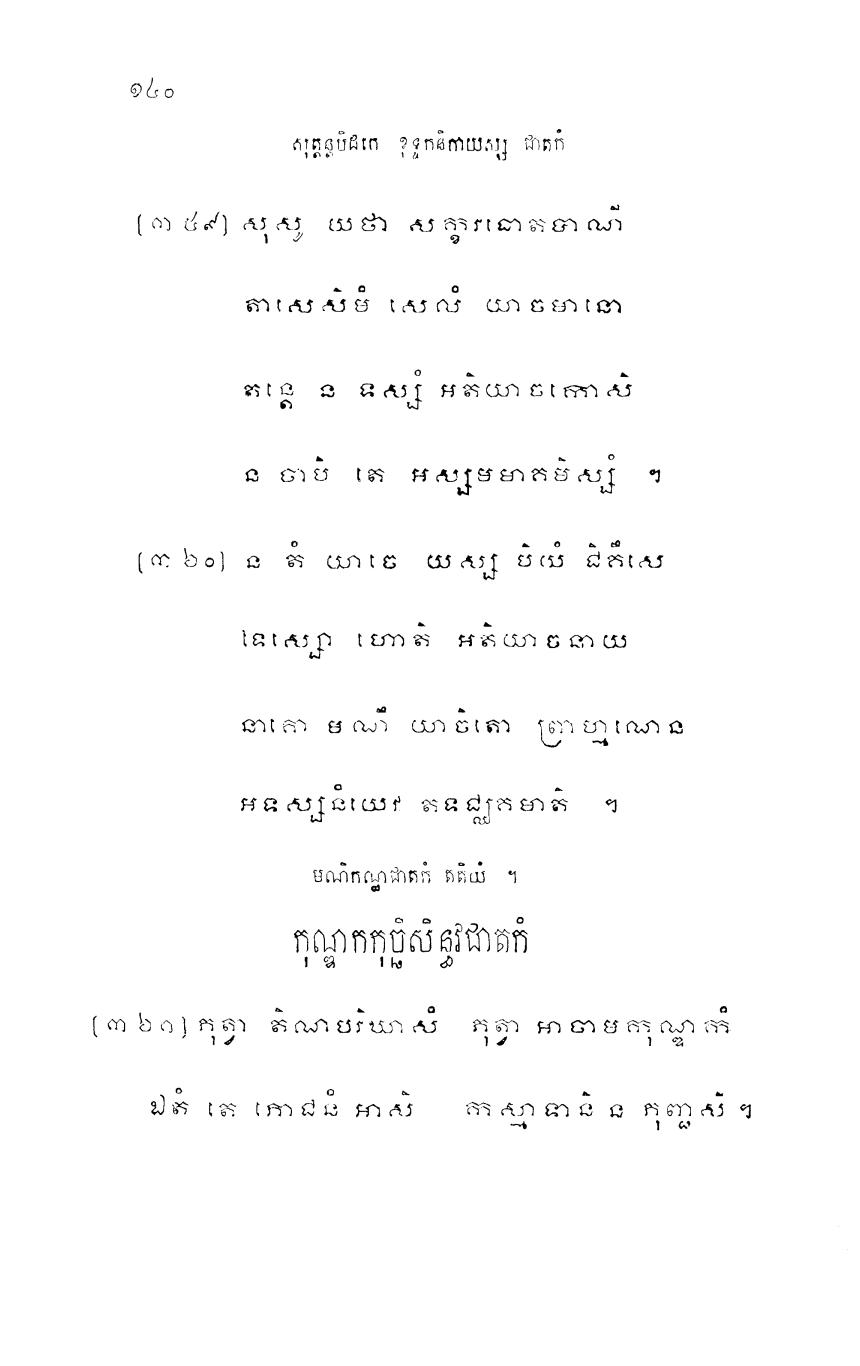 ១៤០
សុត្តន្តបិដកេ ខុទ្ទកនិកាយស្ស ជាតកំ
[៣៥៩] សុសូ យថា សក្ខរធោតបាណី
តាសេសិមំ សេលំ យាចមានោ
តន្តេ ន ទស្សំ អតិយាចកោសិ
ន ចាបិ តេ អស្សមមាគមិស្សំ ។
[៣៦០] ន តំ យាចេ យស្ស បិយំ ជិគឹសេ
ទេស្សោ ហោតិ អតិយាចនាយ
នាគោ មណឹ យាចិតោ ព្រាហ្មណេន
អទស្សនំយេវ តទជ្ឈគមាតិ ។
មណិកណ្ឋជាតកំ តតិយំ ។
កុណ្ឌកកុច្ឆិសិន្ធវជាតកំ
[៣៦១] ភុត្វា តិណបរិឃាសំ ភុត្វា អាចាមកុណ្ឌកំ
ឯតំ តេ ភោជនំ អាសិ កស្មាទានិ ន ភុញ្ជសិ ។